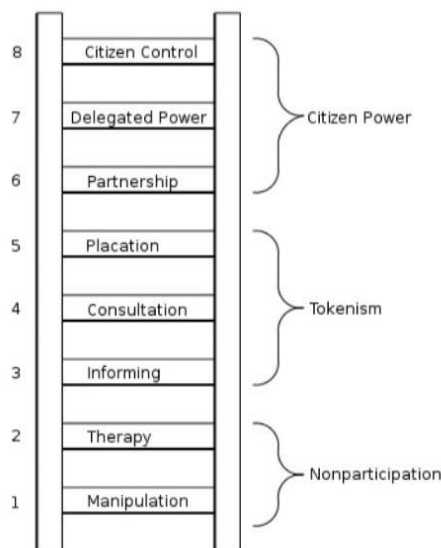 8 Citizen Control
7 Delegated Power Citizen Power
6 Partnership
5 Placation
4 Consultation Tokenism
3 Informing
2 Therapy
Nonparticipation
1 Manipulation